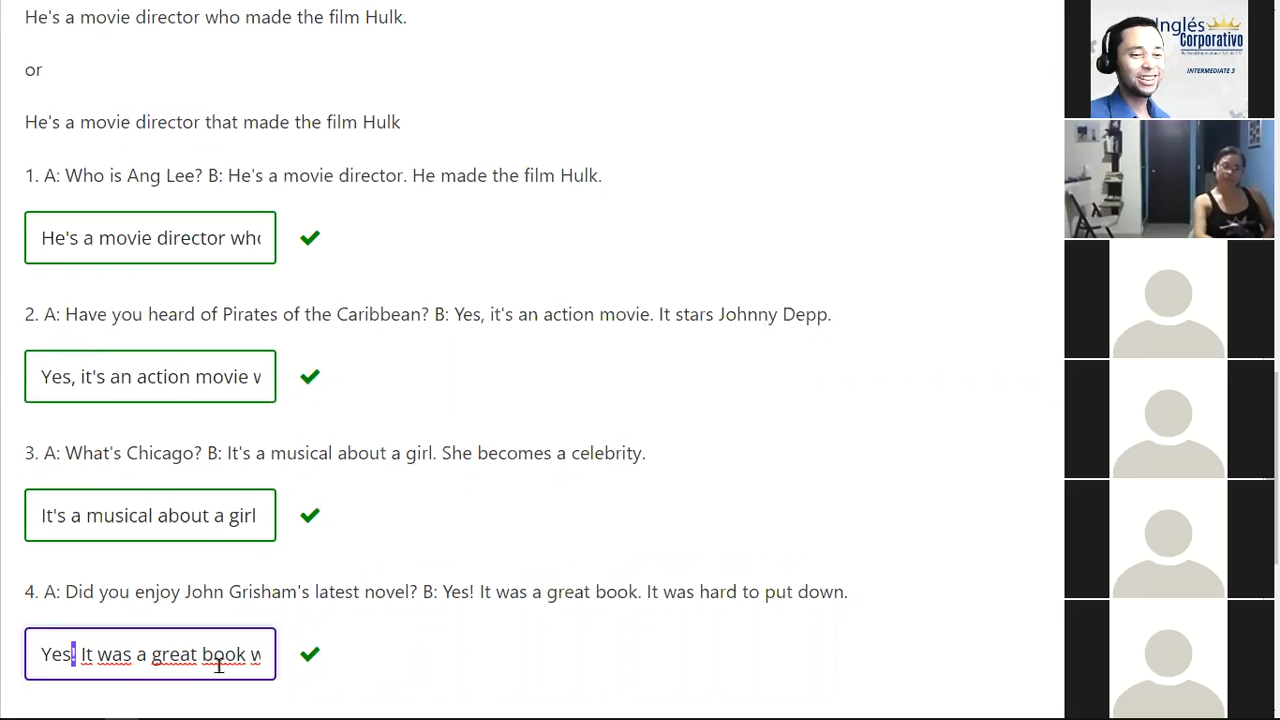 He's a movie director who made the film Hulk.
or
He's a movie director that made the film Hulk
1. A: Who is Ang Lee? B: He's a movie director. He made the film Hulk.
He's a movie director who
2. A: Have you heard of Pirates of the Caribbean? B: Yes, it's an action movie. It stars Johnny Depp.
Yes, it's an action movie w
3. A: What's Chicago? B: It's a musical about a girl. She becomes a celebrity.
It's a musical about a girl
4. A: Did you enjoy John Grisham's latest novel? B: Yes! It was a great book. It was hard to put down.
Yes! It was a great book w
Inglés
Corporativo
INTERMEDIATE 3